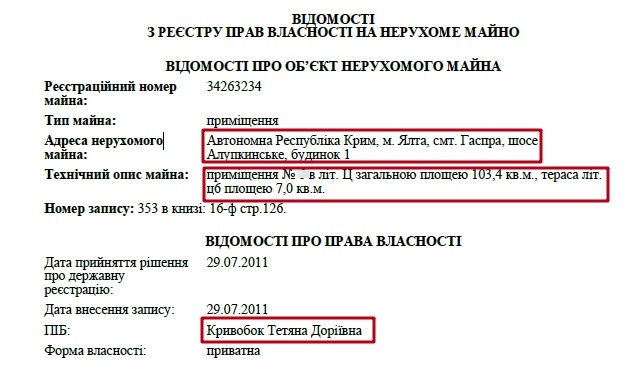 ВІДОМОСТІ
З РЕЄСТРУ ПРАВ ВЛАСНОСТІ НА НЕРУХОМЕ МАЙНО
ВІДОМОСТІ ПРО ОБ’ЄКТ НЕРУХОМОГО МАЙНА
Реєстраційний номер 34263234
майна:
Тип майна: приміщення
Адреса нерухомого Автономна Республіка Крим, м. Ялта, смт. Гаспра, шосе
майна: Алупкинське, будинок 1
Технічний опис майна: приміщення № в літ. Ц загальною площею 103,4 кв.м., тераса літ.
ц6 площею 7,0 кв.м.
Номер запису: 353 в книзі: 16-ф стр.126.
ВІДОМОСТІ ПРО ПРАВА ВЛАСНОСТІ
Дата прийняття рішення 29.07.2011
про державну
реєстрацію:
Дата внесення запису: 29.07.2011
ПІБ: Кривобок Тетяна Доріївна
Форма власності: приватна